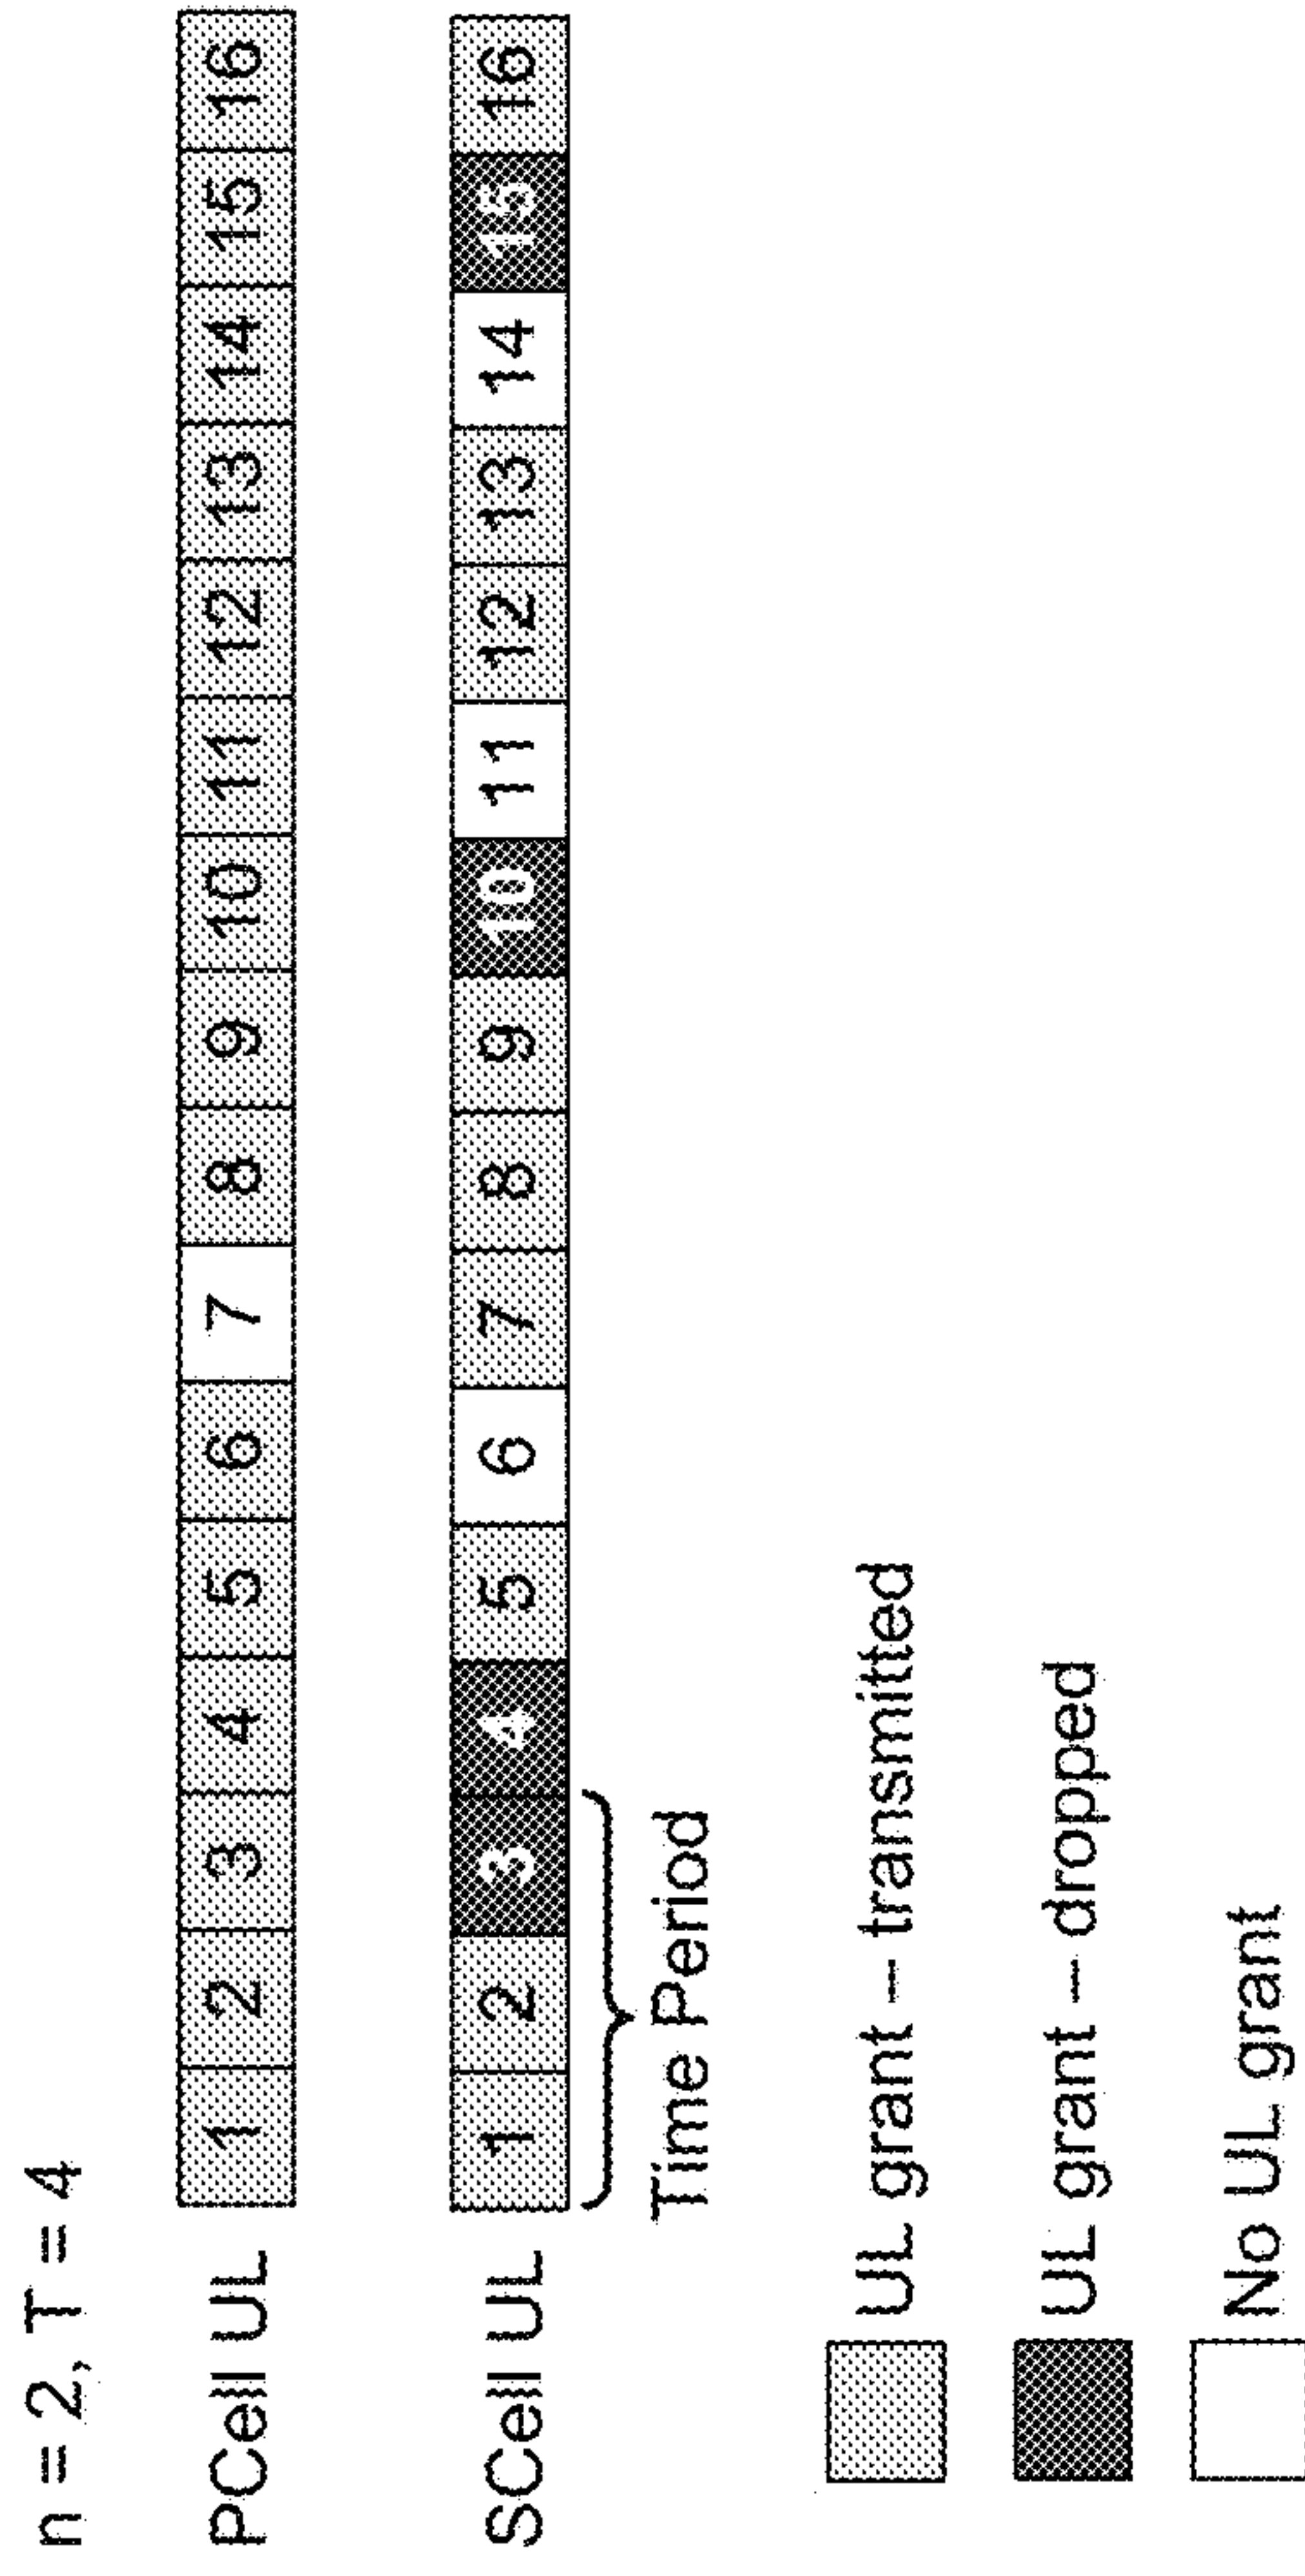 n = 2, T = 4
PCell UL 1 2 3 4 5 6 7 8 9 10 11 12 13 14 15 16
SCell UL 1 2 3 4 5 6 7 8 9 10 11 12 13 14 15 16
Time Period
UL grant – transmitted
UL grant – dropped
No UL grant